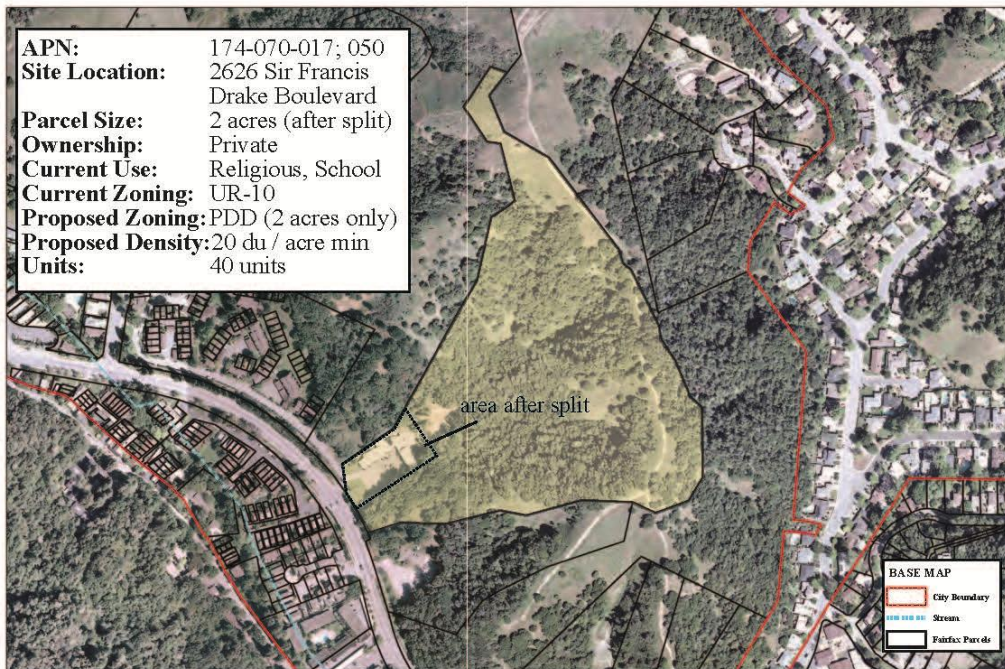 APN: 174-070-017; 050
Site Location: 2626 Sir Francis
Drake Boulevard
Parcel Size: 2 acres (after split)
Ownership: Private
Current Use: Religious, School
Current Zoning: UR-10
Proposed Zoning: PDD (2 acres only)
Proposed Density: 20 du / acre min
Units: 40 units
area after split
BASE MAP
City Boundary
Stream
Fairfax Parcels